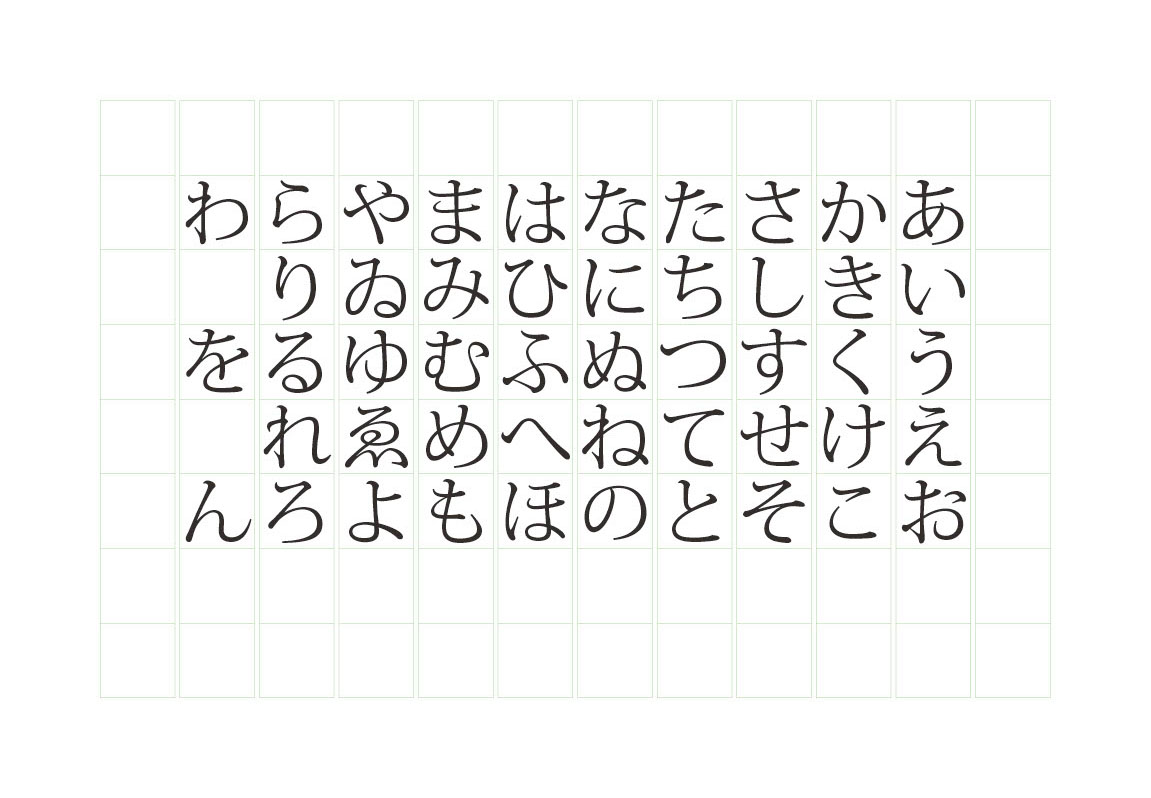 あいうえお
かきくけこ
さしすせそ
たちつてと
なにぬねの
はひふへほ
まみむめも
やゐゆゑよ
らりるれろ
わをん